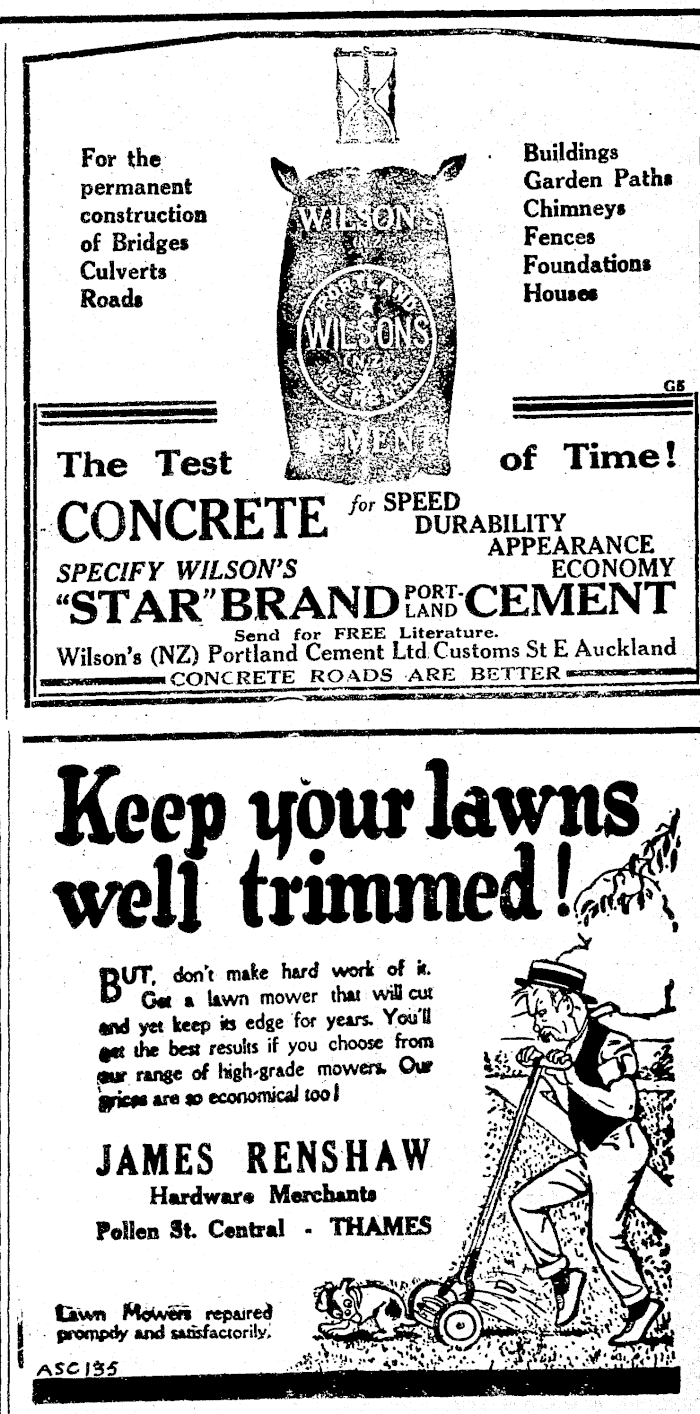 For the
permanent
construction
of Bridges
Culverts
Roads
WILSON'S
(N.Z.)
PORTLAND
WILSONS
(N.Z.)
CEMENT
CEMENT
Buildings
Garden Paths
Chimneys
Fences
Foundations
Houses
G5
The Test of Time!
CONCRETE for SPEED
DURABILITY
APPEARANCE
SPECIFY WILSON'S ECONOMY
"STAR" BRAND PORT-LAND CEMENT
Send for FREE Literature.
Wilson's (NZ) Portland Cement Ltd Customs St E Auckland
CONCRETE ROADS ARE BETTER
Keep your lawns
well trimmed!
BUT, don't make hard work of it.
Get a lawn mower that will cut
and yet keep its edge for years. You'll
get the best results if you choose from
our range of high-grade mowers. Our
prices are so economical too!
JAMES RENSHAW
Hardware Merchants
Pollen St. Central - THAMES
Lawn Mowers repaired
promptly and satisfactorily.
ASC 135